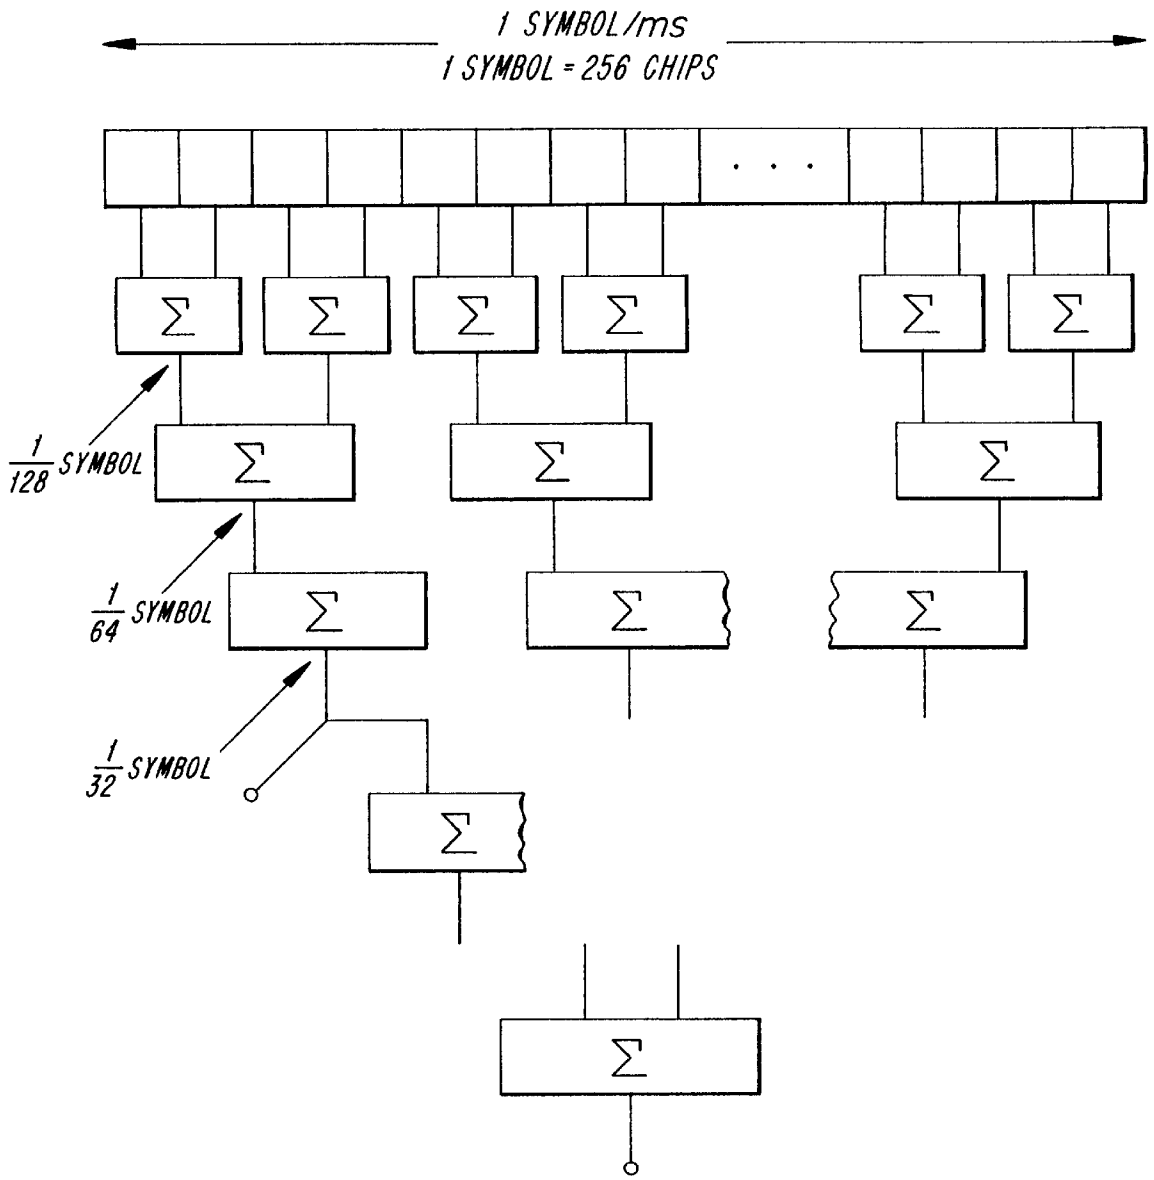 1 SYMBOL/ms
1 SYMBOL = 256 CHIPS
. . .
Σ Σ Σ Σ Σ Σ
1/128 SYMBOL
Σ Σ Σ
1/64 SYMBOL
Σ Σ Σ
1/32 SYMBOL
Σ
Σ